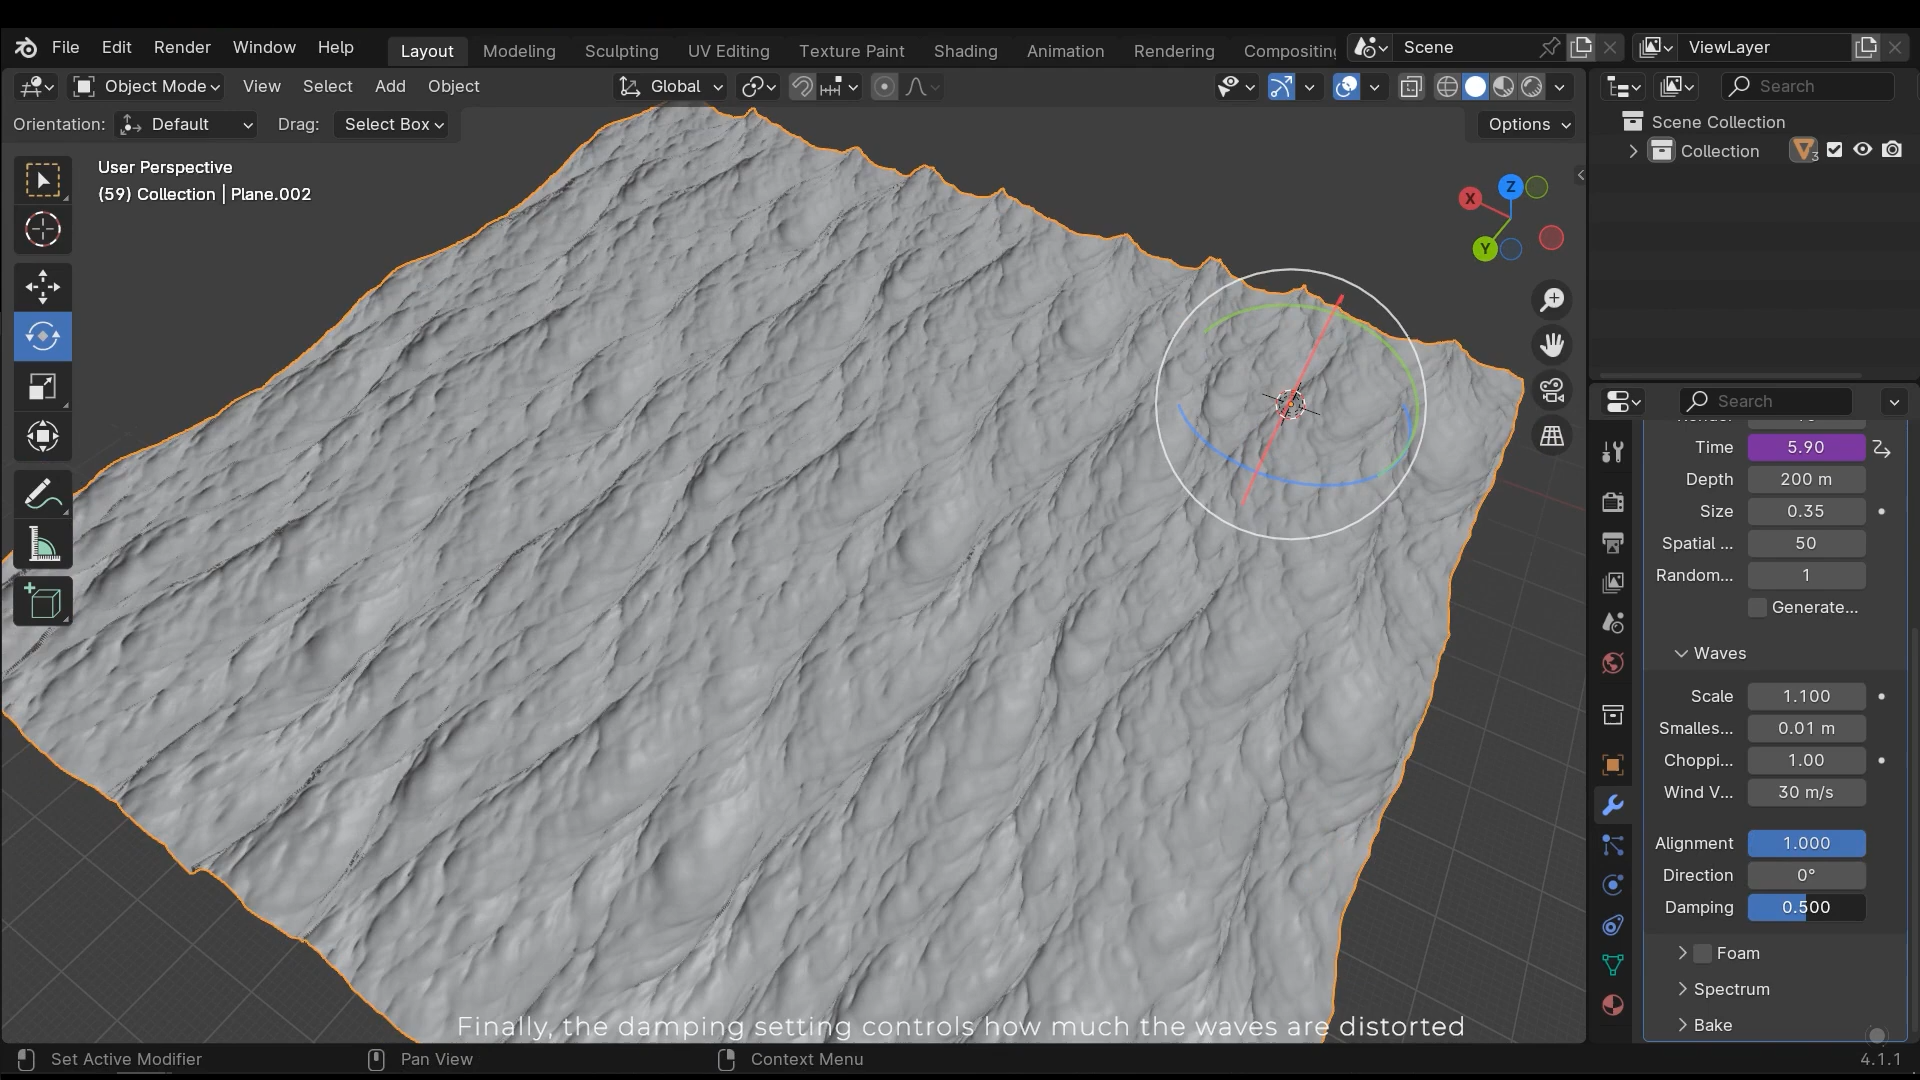 File Edit Render Window Help Layout Modeling Sculpting UV Editing Texture Paint Shading Animation Rendering Compositing Scene ViewLayer
Object Mode View Select Add Object Global Search
Orientation: Default Drag: Select Box Options
User Perspective
(59) Collection | Plane.002
X Z Y
Scene Collection
Collection 3
Search
Time 5.90
Depth 200 m
Size 0.35
Spatial ... 50
Random... 1
Generate...
Waves
Scale 1.100
Smalles... 0.01 m
Choppi... 1.00
Wind V... 30 m/s
Alignment 1.000
Direction 0°
Damping 0.500
Foam
Spectrum
Bake
Finally, the damping setting controls how much the waves are distorted
Set Active Modifier Pan View Context Menu 4.1.1